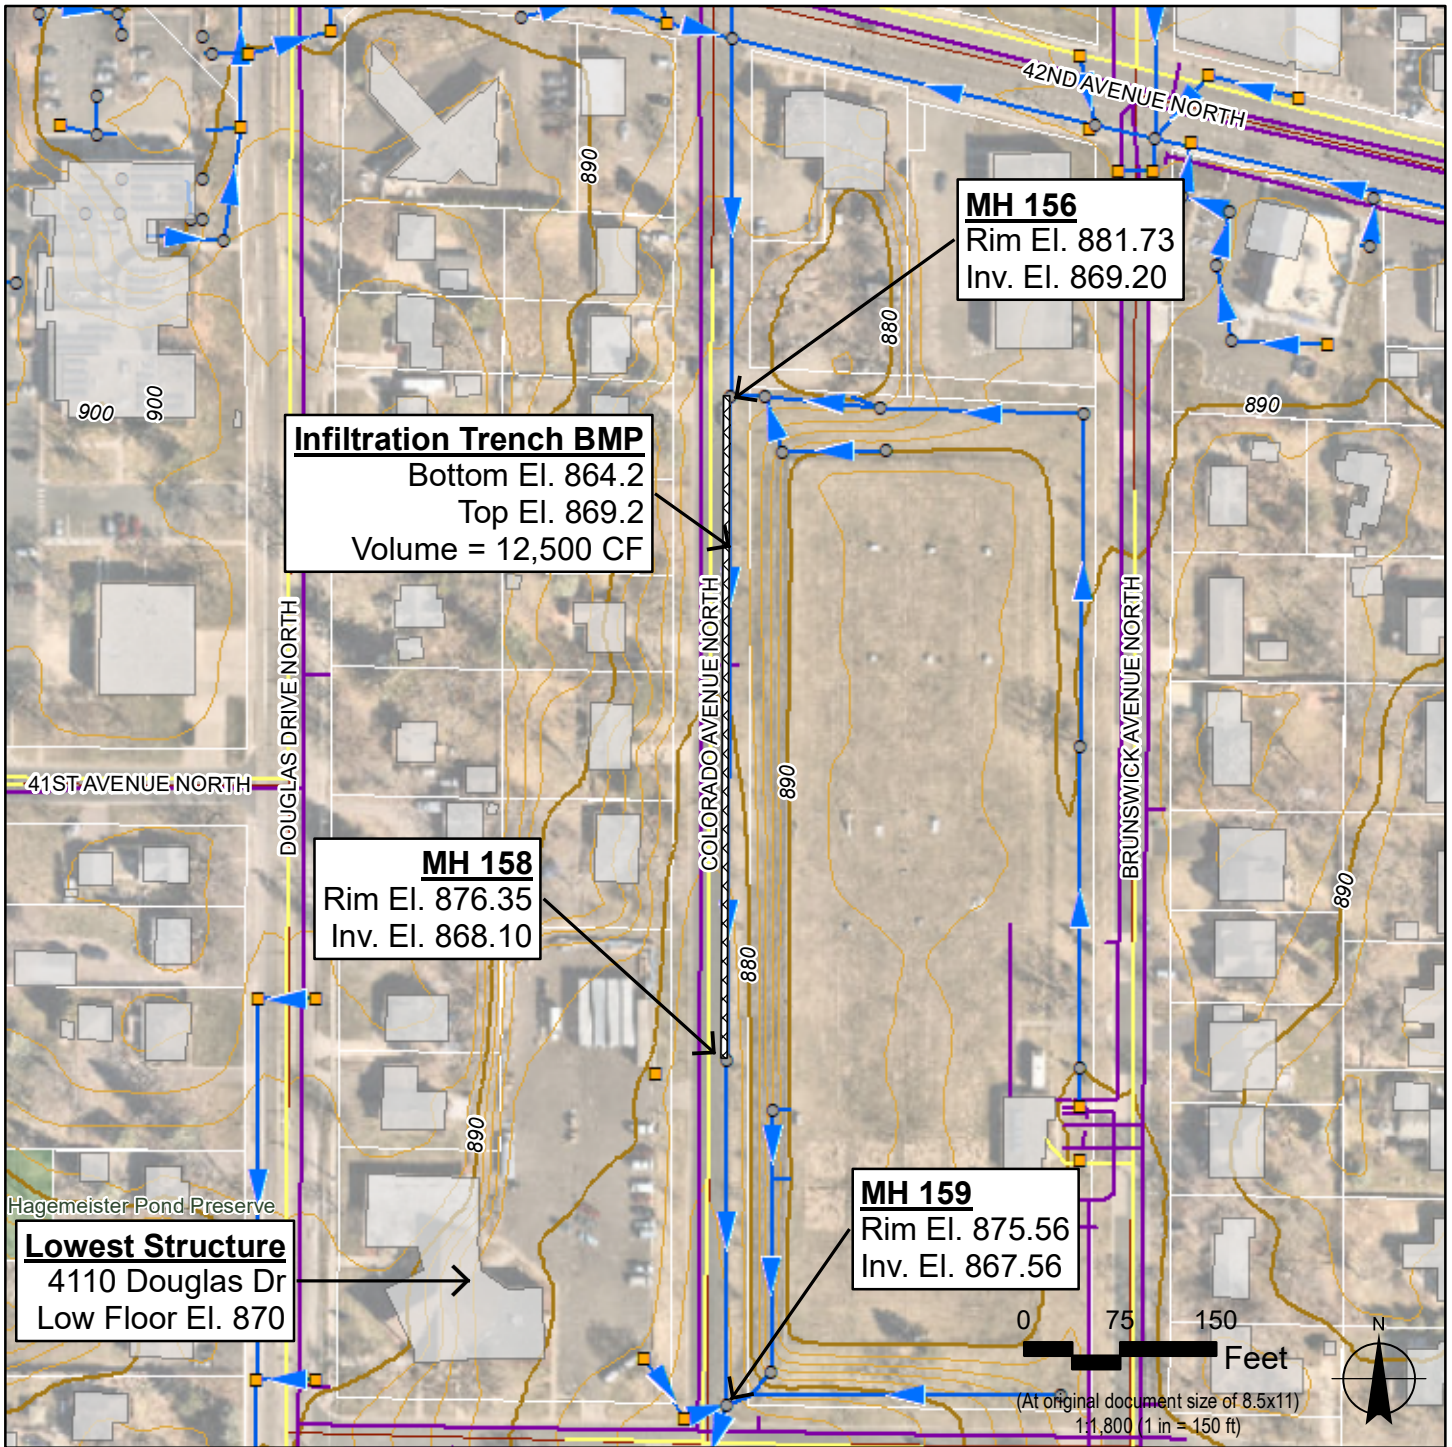 42ND AVENUE NORTH
890
MH 156
Rim El. 881.73
Inv. El. 869.20
880
900
900
890
Infiltration Trench BMP
Bottom El. 864.2
Top El. 869.2
Volume = 12,500 CF
COLORADO AVENUE NORTH
BRUNSWICK AVENUE NORTH
DOUGLAS DRIVE NORTH
41ST AVENUE NORTH
890
MH 158
Rim El. 876.35
Inv. El. 868.10
890
880
890
Hagemeister Pond Preserve
MH 159
Rim El. 875.56
Inv. El. 867.56
Lowest Structure
4110 Douglas Dr
Low Floor El. 870
0 75 150
Feet
N
(At original document size of 8.5x11)
1:1,800 (1 in = 150 ft)